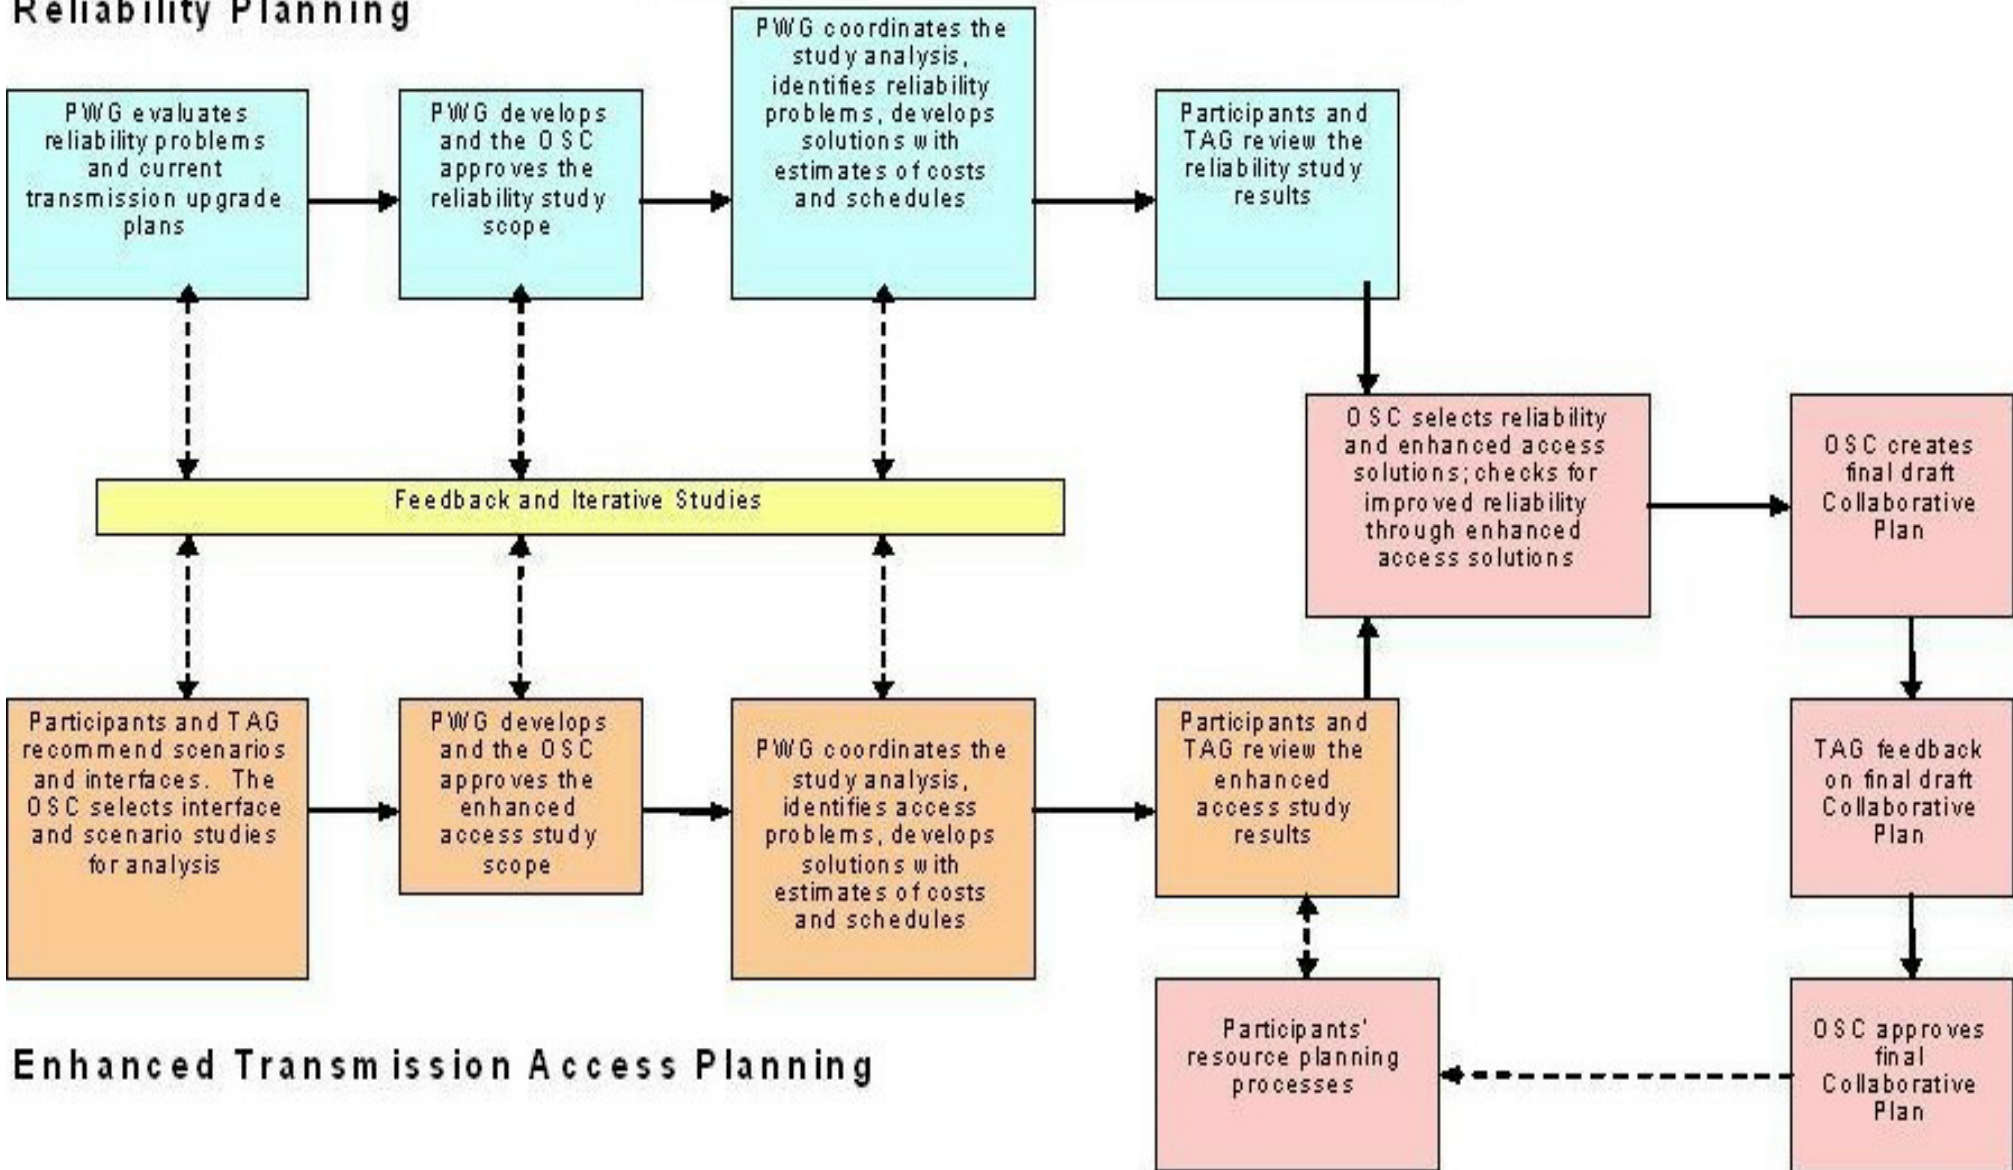 Reliability Planning
PWG evaluates
reliability problems
and current
transmission upgrade
plans
PWG develops
and the OSC
approves the
reliability study
scope
PWG coordinates the
study analysis,
identifies reliability
problems, develops
solutions with
estimates of costs
and schedules
Participants and
TAG review the
reliability study
results
Feedback and Iterative Studies
OSC selects reliability
and enhanced access
solutions; checks for
improved reliability
through enhanced
access solutions
OSC creates
final draft
Collaborative
Plan
Participants and TAG
recommend scenarios
and interfaces. The
OSC selects interface
and scenario studies
for analysis
PWG develops
and the OSC
approves the
enhanced
access study
scope
PWG coordinates the
study analysis,
identifies access
problems, develops
solutions with
estimates of costs
and schedules
Participants and
TAG review the
enhanced
access study
results
TAG feedback
on final draft
Collaborative
Plan
Participants'
resource planning
processes
OSC approves
final
Collaborative
Plan
Enhanced Transmission Access Planning